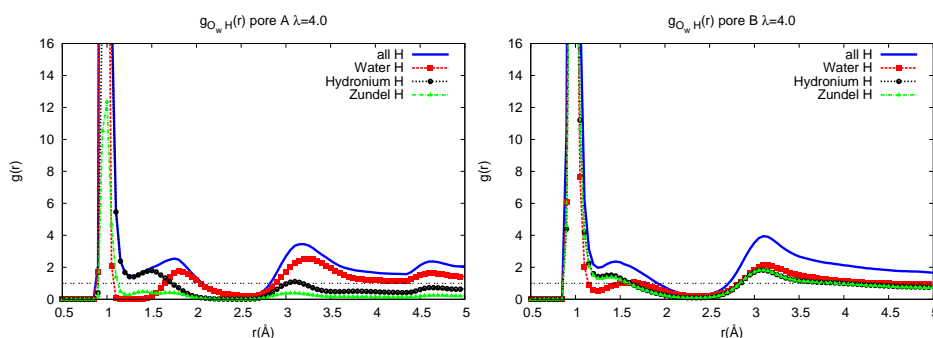 g_{O_w H}(r) pore A λ=4.0
16
14
12
10
8
6
4
2
0
g(r)
all H
Water H
Hydronium H
Zundel H
0.5 1 1.5 2 2.5 3 3.5 4 4.5 5
r(Å)
g_{O_w H}(r) pore B λ=4.0
16
14
12
10
8
6
4
2
0
g(r)
all H
Water H
Hydronium H
Zundel H
0.5 1 1.5 2 2.5 3 3.5 4 4.5 5
r(Å)